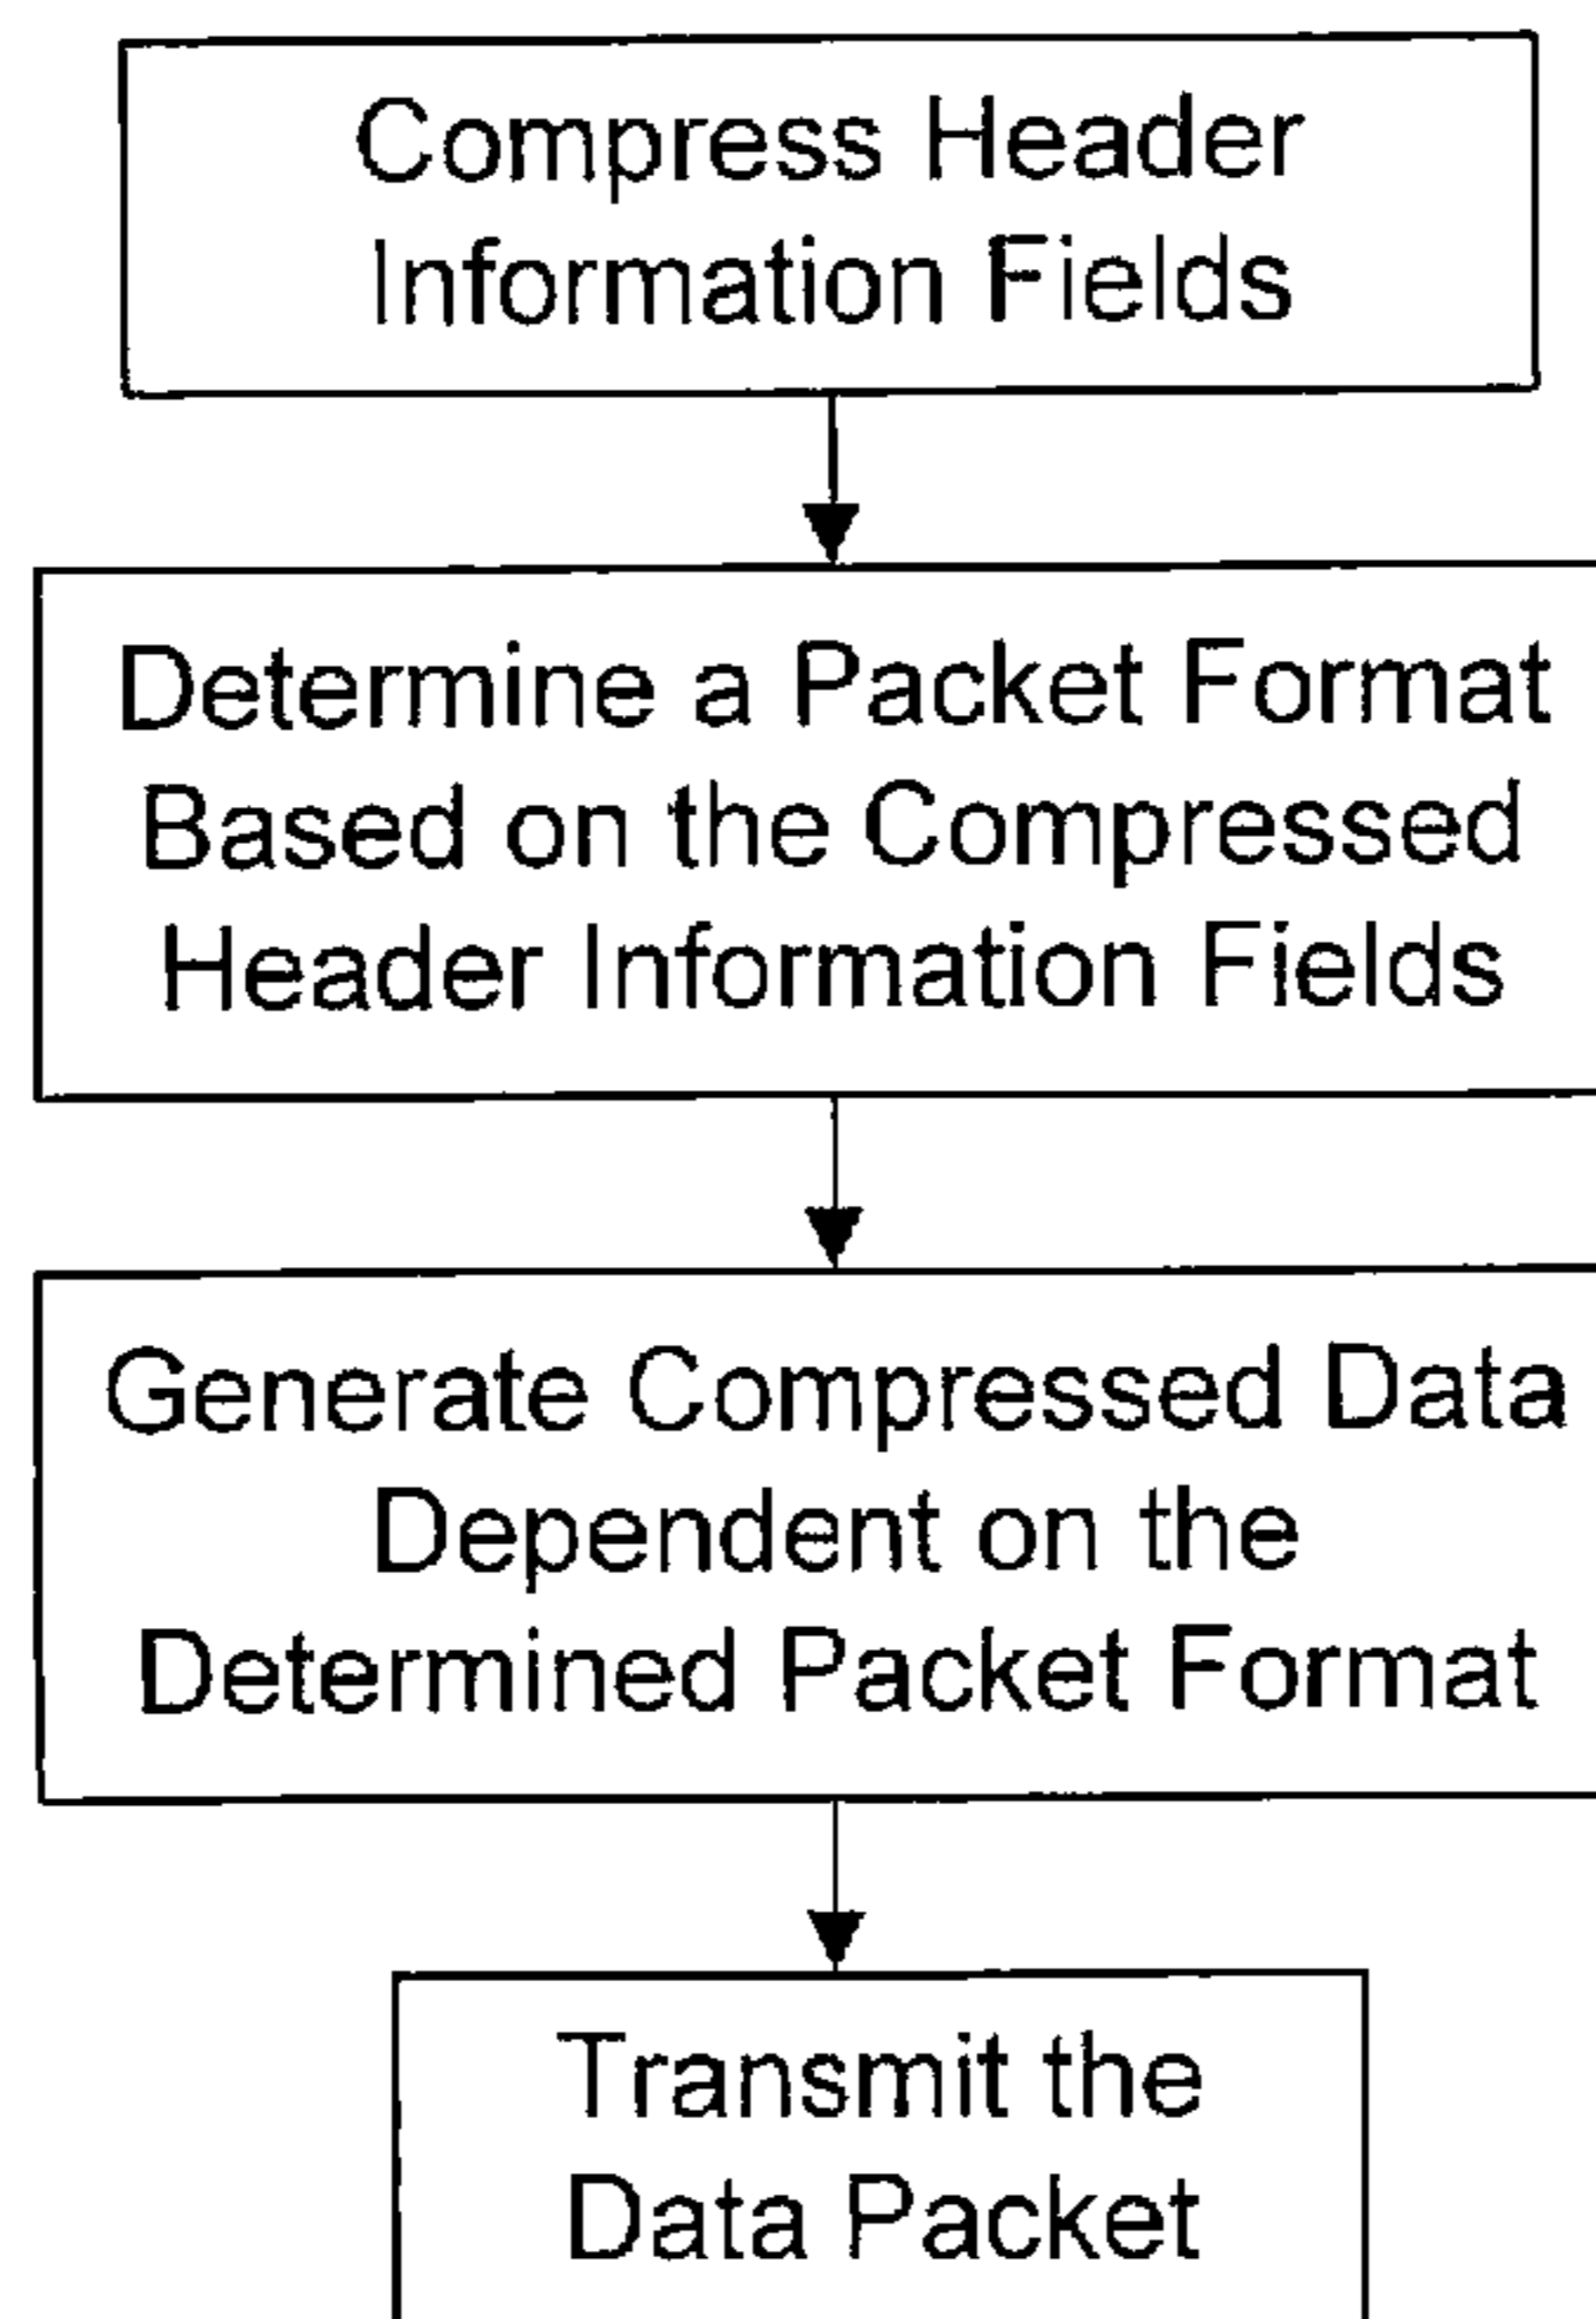 Compress Header
Information Fields
Determine a Packet Format
Based on the Compressed
Header Information Fields
Generate Compressed Data
Dependent on the
Determined Packet Format
Transmit the
Data Packet